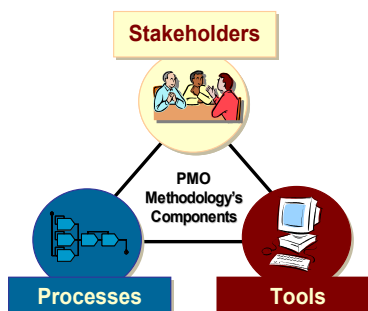 Stakeholders
PMO
Methodology's
Components
Processes
Tools